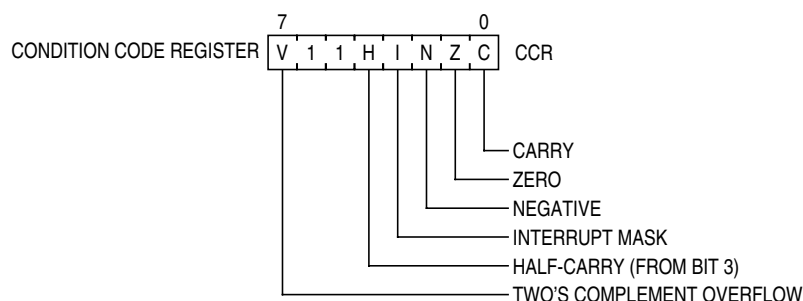 7 0
CONDITION CODE REGISTER V 1 1 H I N Z C CCR
CARRY
ZERO
NEGATIVE
INTERRUPT MASK
HALF-CARRY (FROM BIT 3)
TWO'S COMPLEMENT OVERFLOW